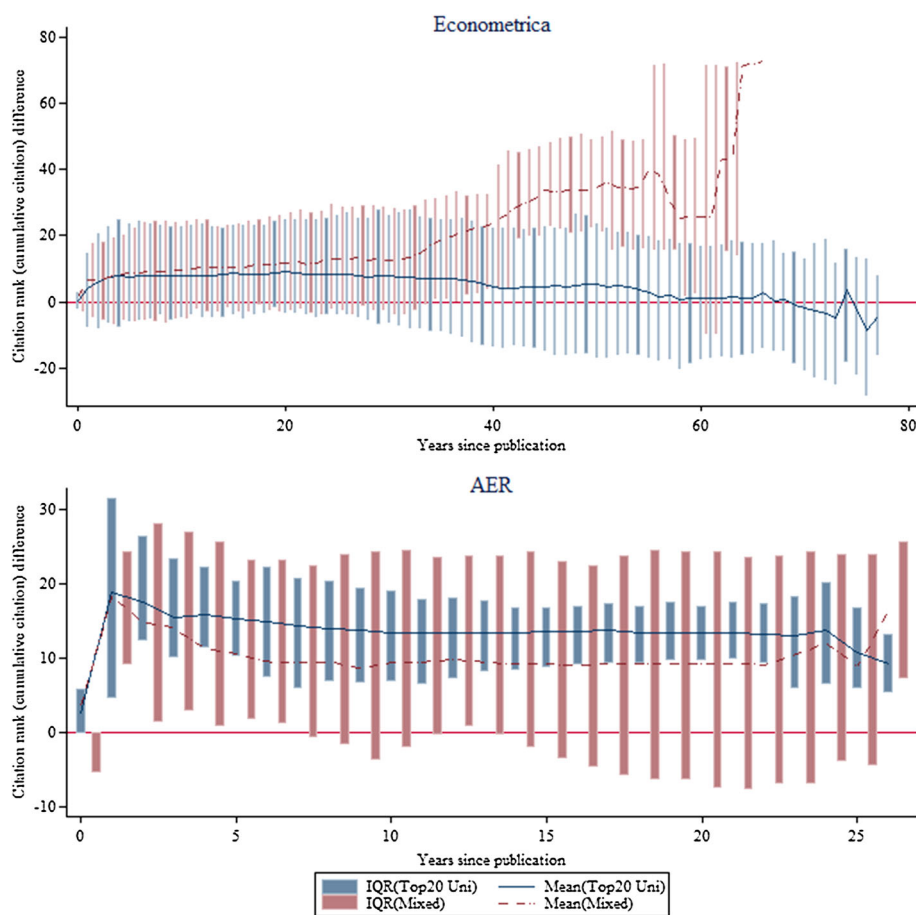 Econometrica
80
60
40
20
0
-20
Citation rank (cumulative citation) difference
0 20 40 60 80
Years since publication
AER
30
20
10
0
-10
Citation rank (cumulative citation) difference
0 5 10 15 20 25
Years since publication
IQR(Top20 Uni) Mean(Top20 Uni)
IQR(Mixed) Mean(Mixed)